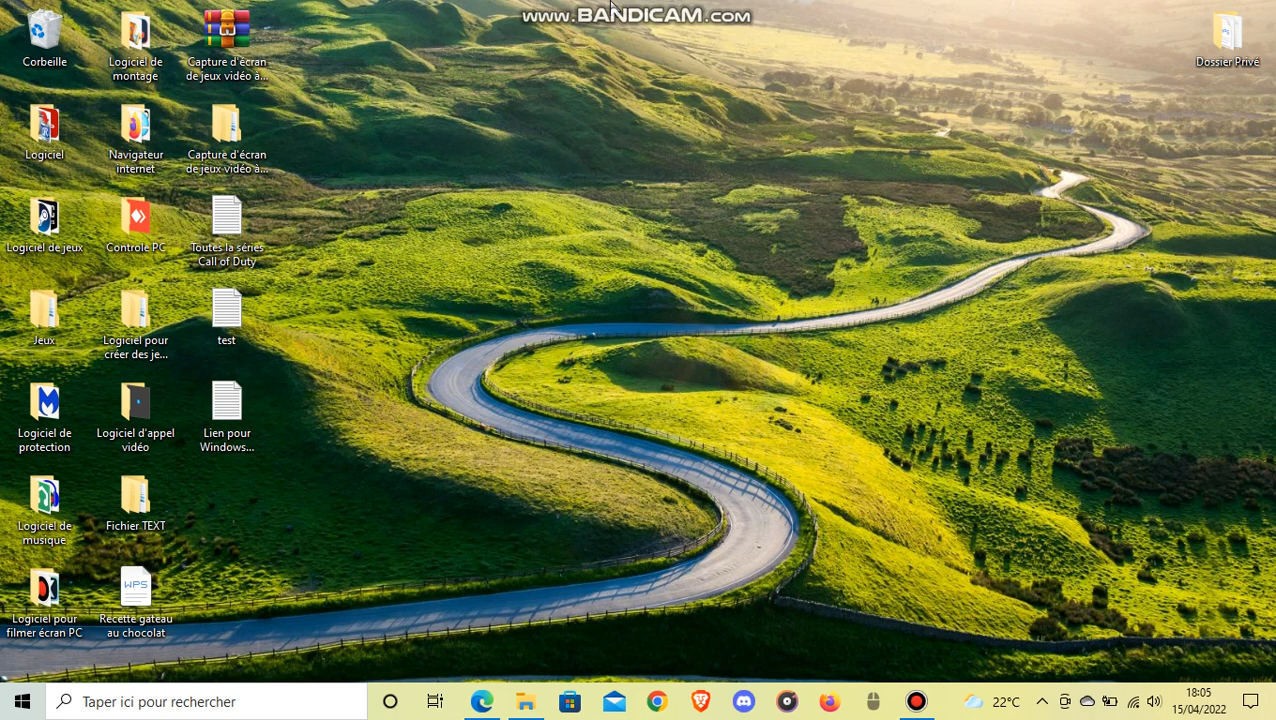 www.BANDICAM.com
Corbeille
Logiciel de
montage
Capture d'écran
de jeux vidéo à...
Dossier Privé
Logiciel
Navigateur
internet
Capture d'écran
de jeux vidéo à...
Logiciel de jeux
Controle PC
Toutes la séries
Call of Duty
Jeux
Logiciel pour
créer des je...
test
Logiciel de
protection
Logiciel d'appel
vidéo
Lien pour
Windows...
Logiciel de
musique
Fichier TEXT
Logiciel pour
filmer écran PC
WPS
Recette gateau
au chocolat
Taper ici pour rechercher
22°C
18:05
15/04/2022